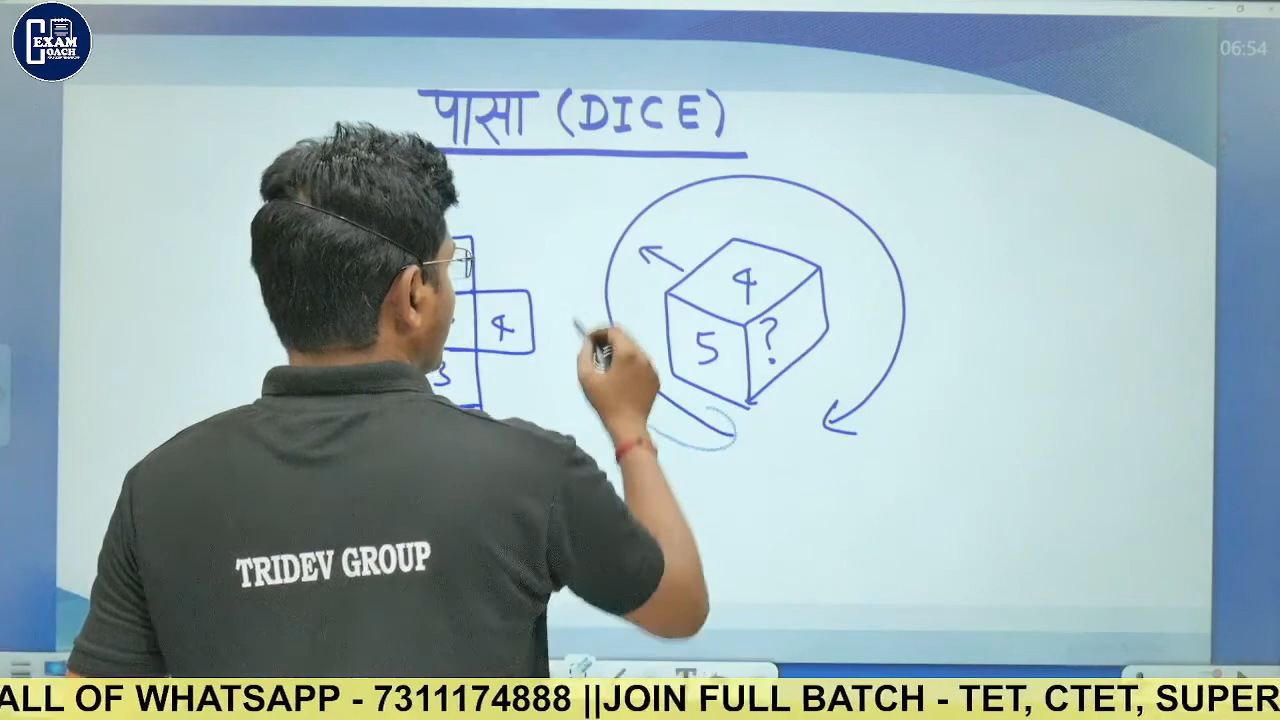 EXAM
COACH
06:54
पासा (DICE)
4
3
4
5
?
TRIDEV GROUP
ALL OF WHATSAPP - 7311174888 ||JOIN FULL BATCH - TET, CTET, SUPER